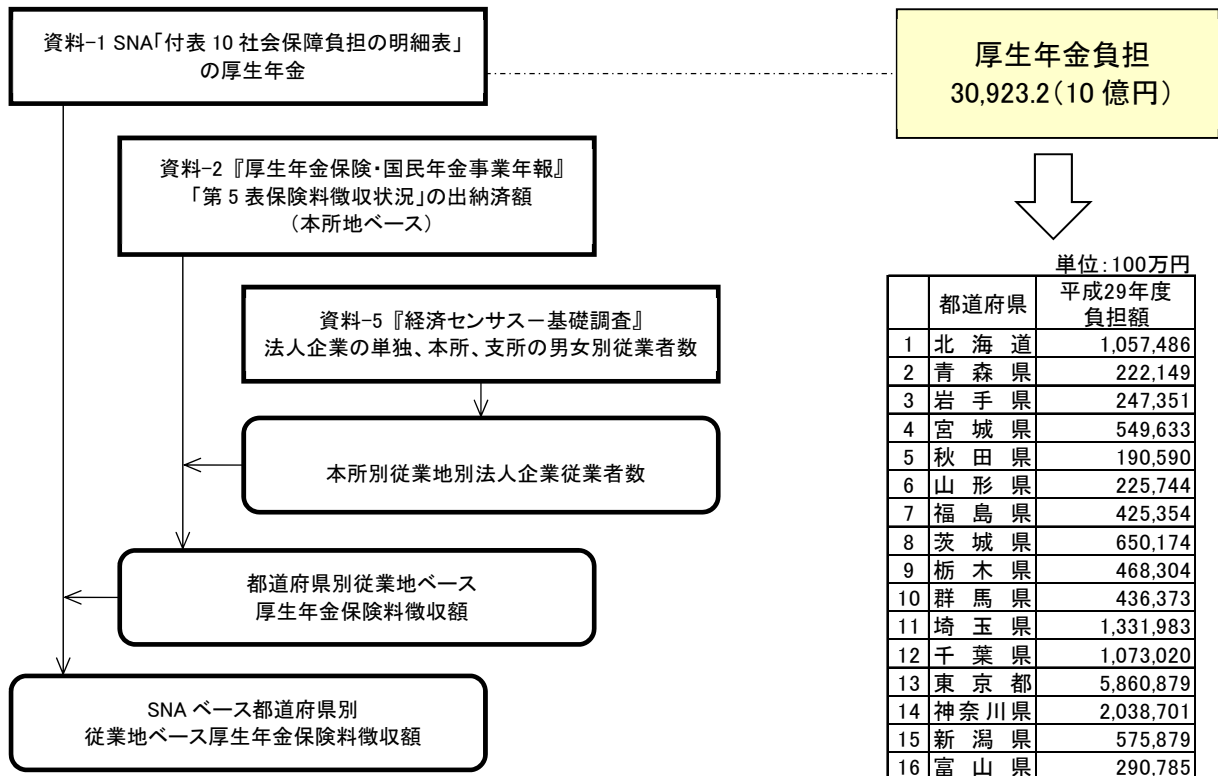 資料-1 SNA「付表 10 社会保障負担の明細表」
の厚生年金
厚生年金負担
30,923.2(10 億円)
資料-2『厚生年金保険・国民年金事業年報』
「第 5 表保険料徴収状況」の出納済額
(本所地ベース)
資料-5『経済センサス－基礎調査』
法人企業の単独、本所、支所の男女別従業者数
本所別従業地別法人企業従業者数
都道府県別従業地ベース
厚生年金保険料徴収額
SNA ベース都道府県別
従業地ベース厚生年金保険料徴収額
単位:100万円
都道府県 平成29年度
負担額
1 北海道 1,057,486
2 青森県 222,149
3 岩手県 247,351
4 宮城県 549,633
5 秋田県 190,590
6 山形県 225,744
7 福島県 425,354
8 茨城県 650,174
9 栃木県 468,304
10 群馬県 436,373
11 埼玉県 1,331,983
12 千葉県 1,073,020
13 東京都 5,860,879
14 神奈川県 2,038,701
15 新潟県 575,879
16 富山県 290,785